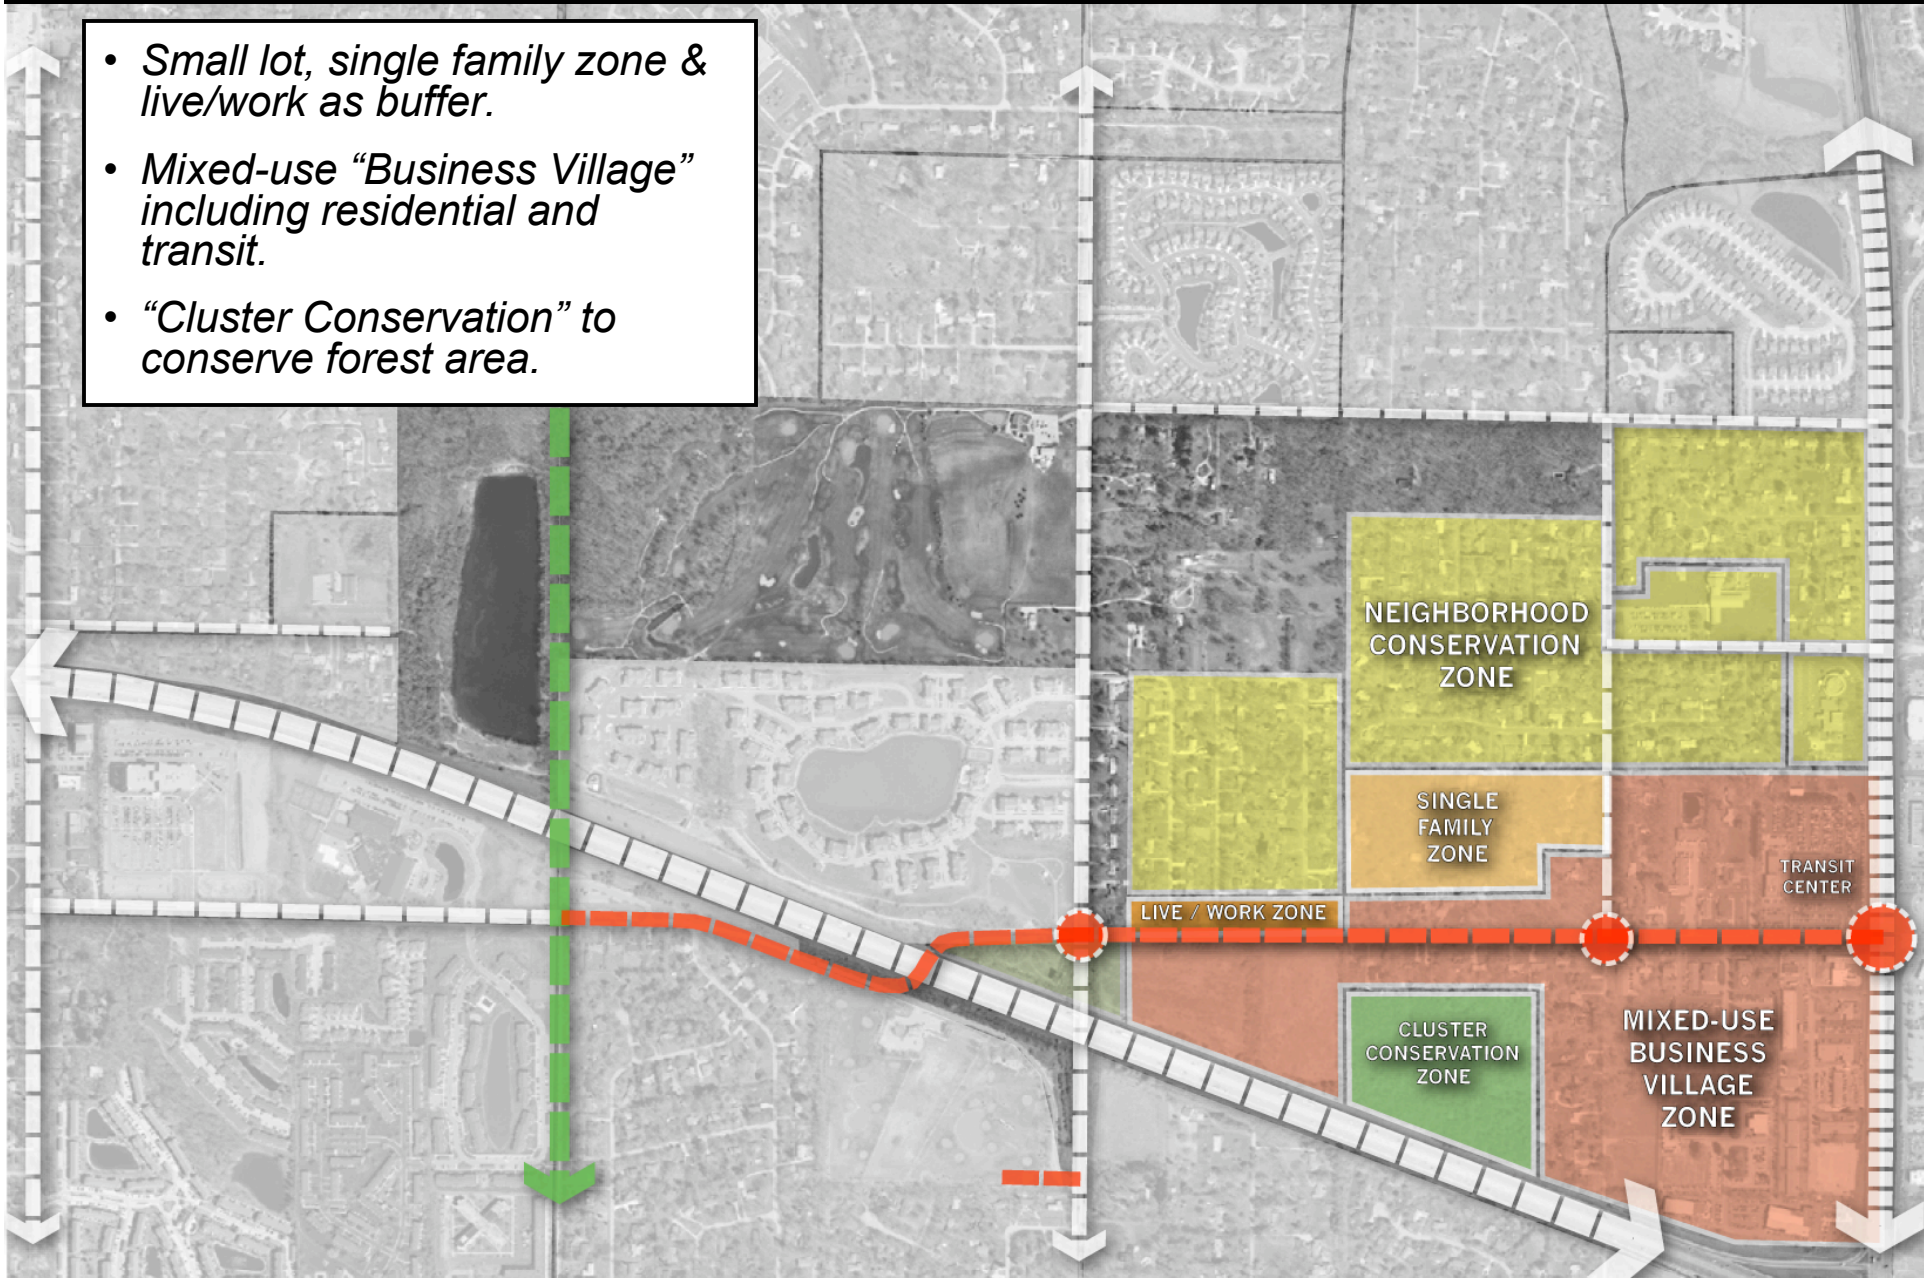 • Small lot, single family zone &
live/work as buffer.
• Mixed-use “Business Village”
including residential and
transit.
• “Cluster Conservation” to
conserve forest area.
NEIGHBORHOOD
CONSERVATION
ZONE
SINGLE
FAMILY
ZONE
TRANSIT
CENTER
LIVE / WORK ZONE
CLUSTER
CONSERVATION
ZONE
MIXED-USE
BUSINESS
VILLAGE
ZONE